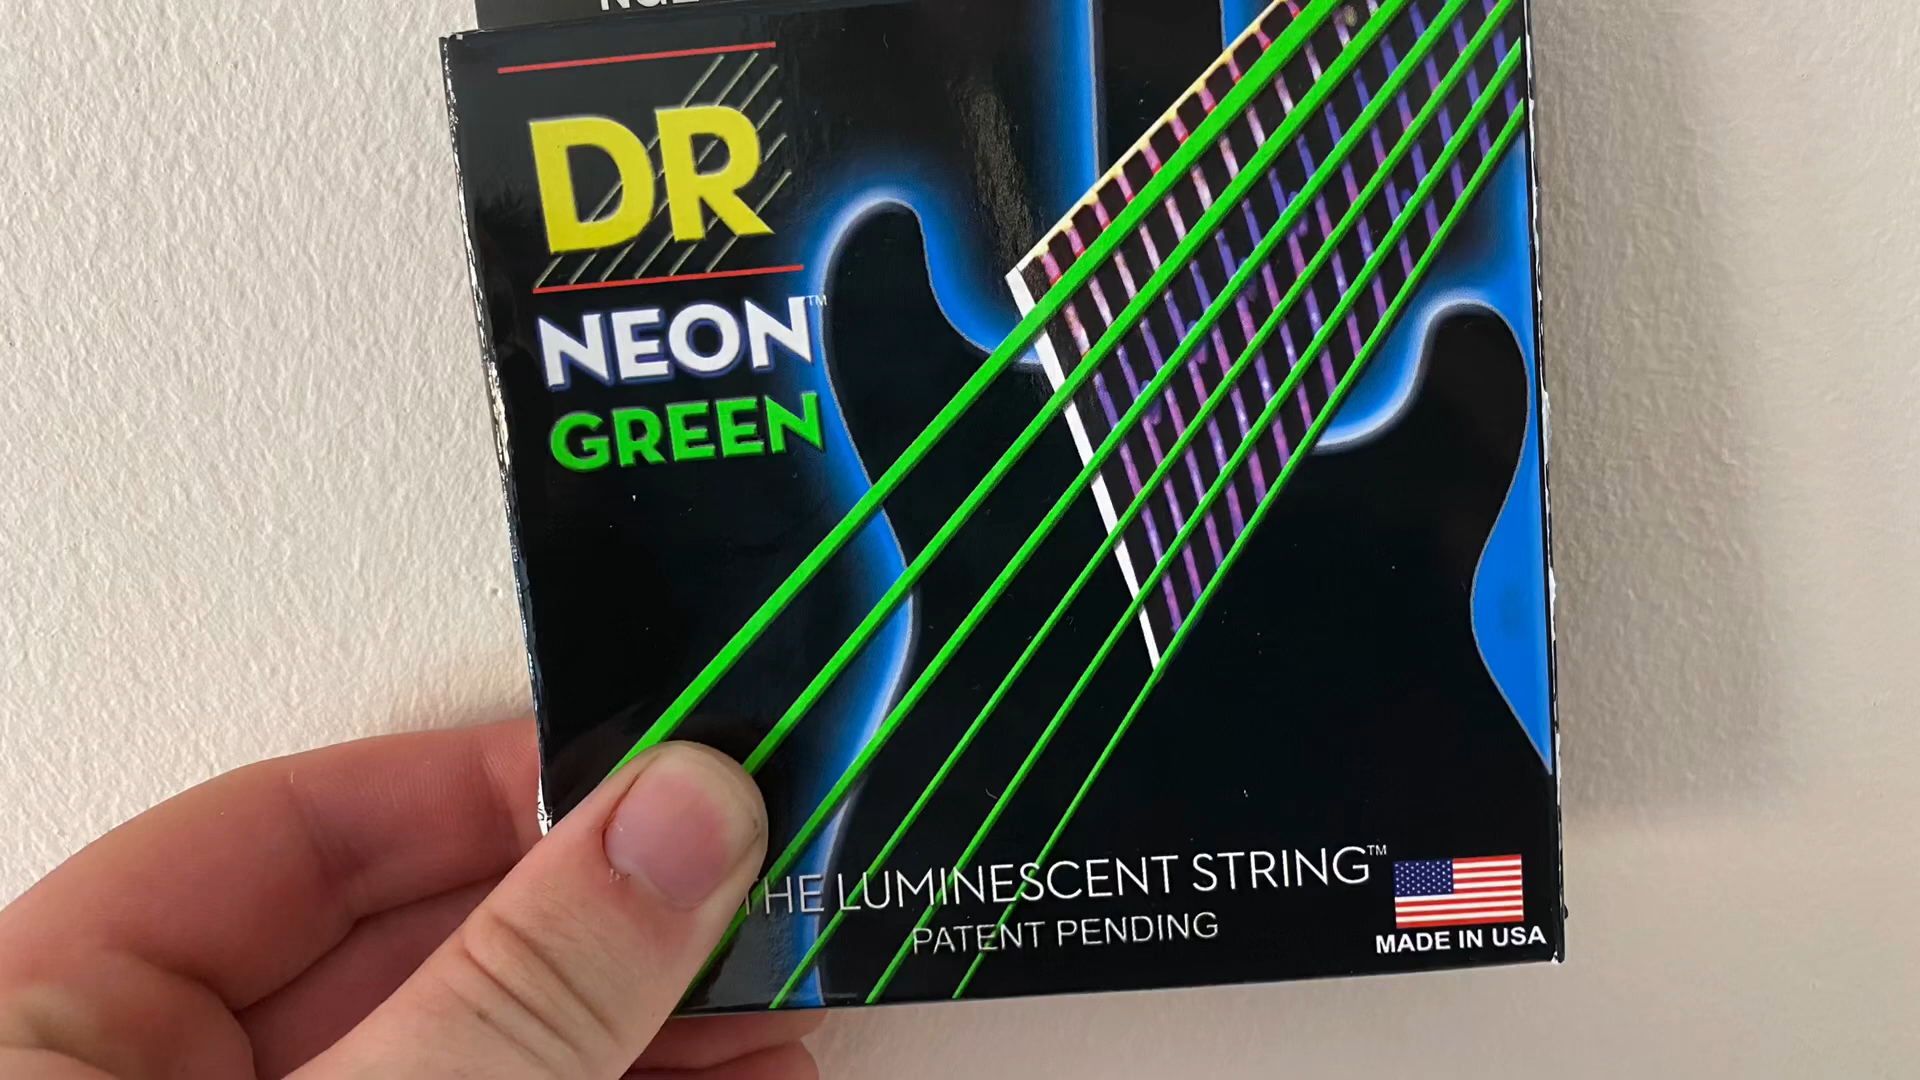 DR
NEON™
GREEN
THE LUMINESCENT STRING™
PATENT PENDING
MADE IN USA